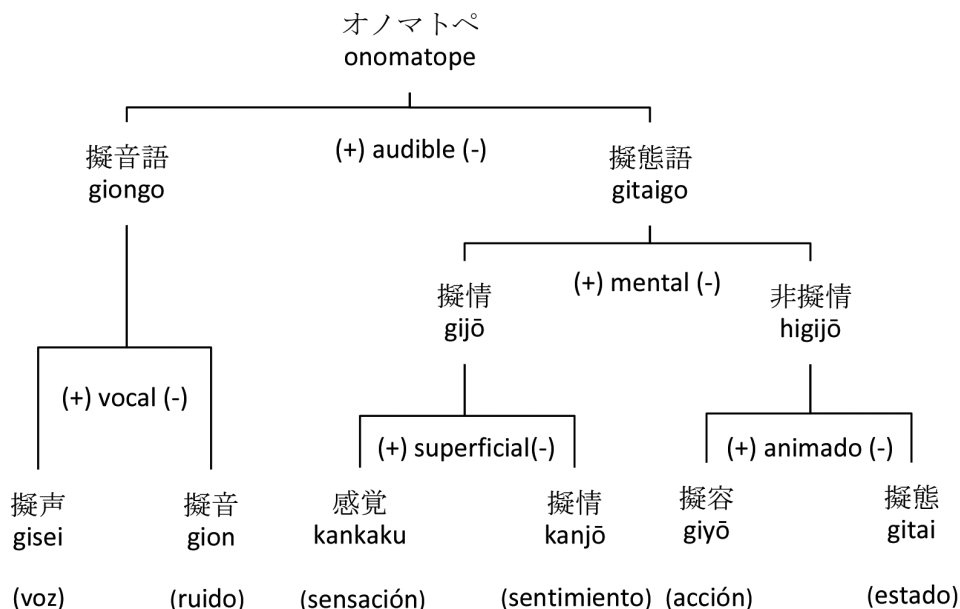 オノマトペ
onomatope
(+) audible (-)
擬音語
giongo
擬態語
gitaigo
(+) mental (-)
擬情
gijō
非擬情
higijō
(+) vocal (-)
(+) superficial(-)
(+) animado (-)
擬声
gisei
(voz)
擬音
gion
(ruido)
感覚
kankaku
(sensación)
擬情
kanjō
(sentimiento)
擬容
giyō
(acción)
擬態
gitai
(estado)